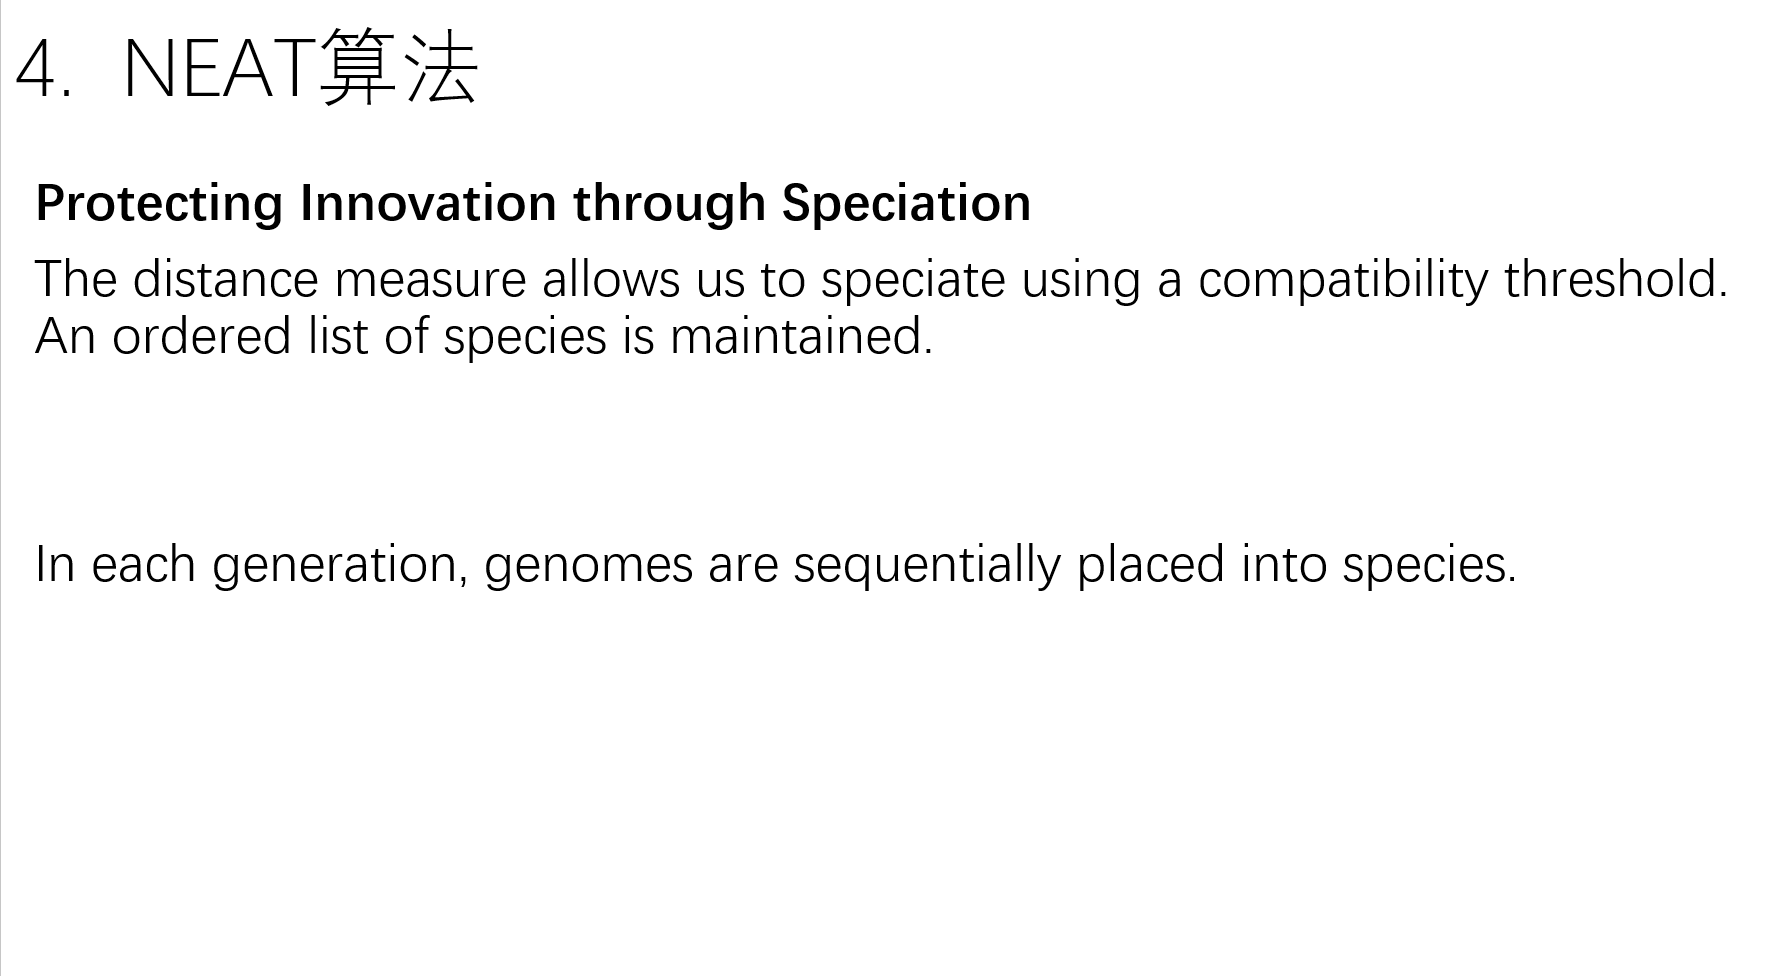 4. NEAT算法
Protecting Innovation through Speciation
The distance measure allows us to speciate using a compatibility threshold.
An ordered list of species is maintained.
In each generation, genomes are sequentially placed into species.